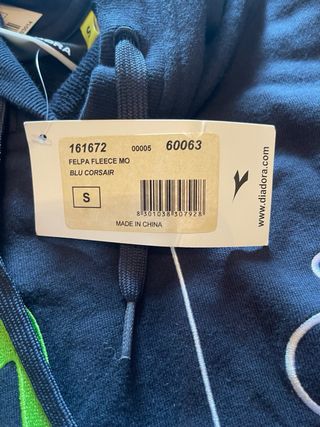 161672 00005 60063
FELPA FLEECE MO
BLU CORSAIR
S
8301038307928
MADE IN CHINA
www.diadora.com
S